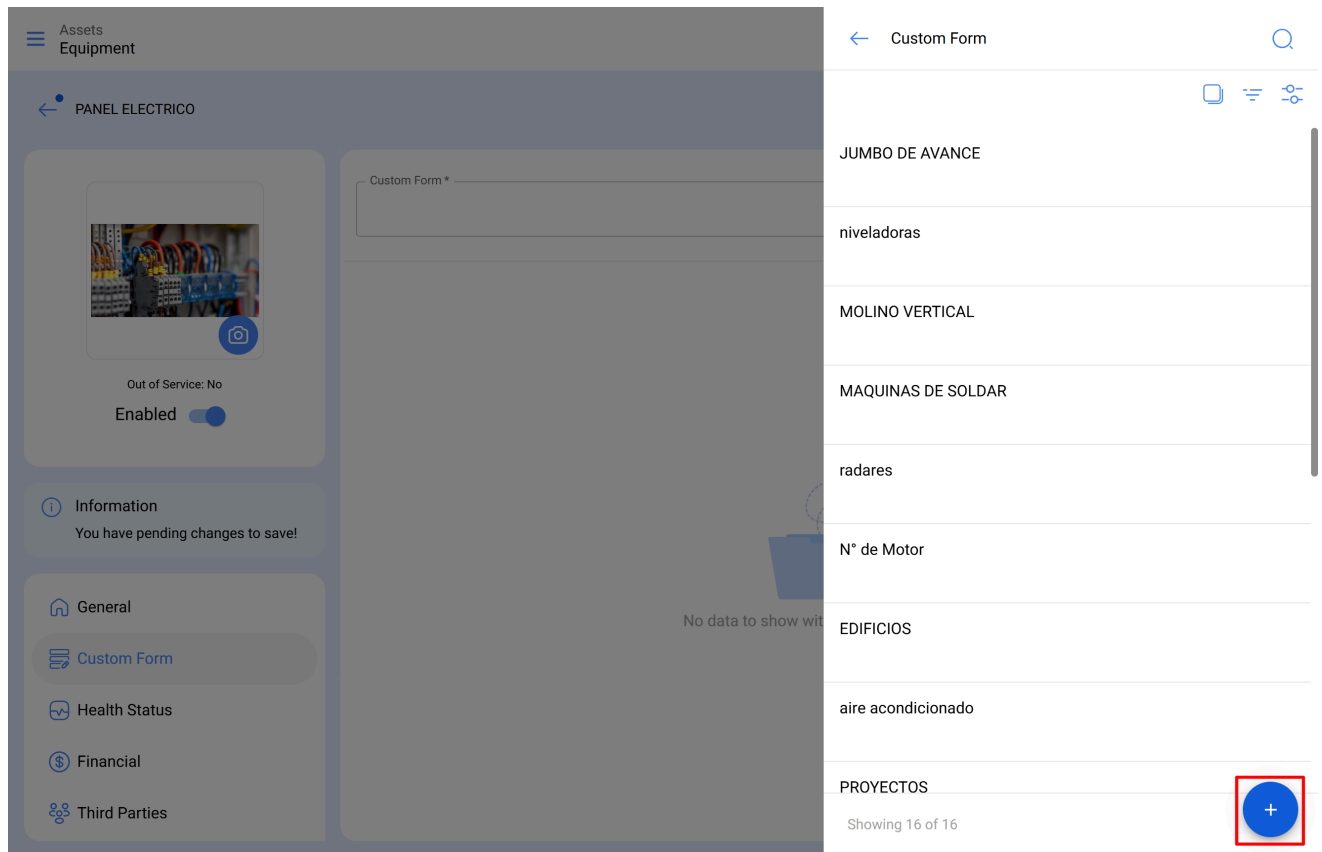 Assets
Equipment
PANEL ELECTRICO
Out of Service: No
Enabled
Information
You have pending changes to save!
General
Custom Form
Health Status
Financial
Third Parties
Custom Form *
No data to show wit
Custom Form
JUMBO DE AVANCE
niveladoras
MOLINO VERTICAL
MAQUINAS DE SOLDAR
radares
N° de Motor
EDIFICIOS
aire acondicionado
PROYECTOS
Showing 16 of 16